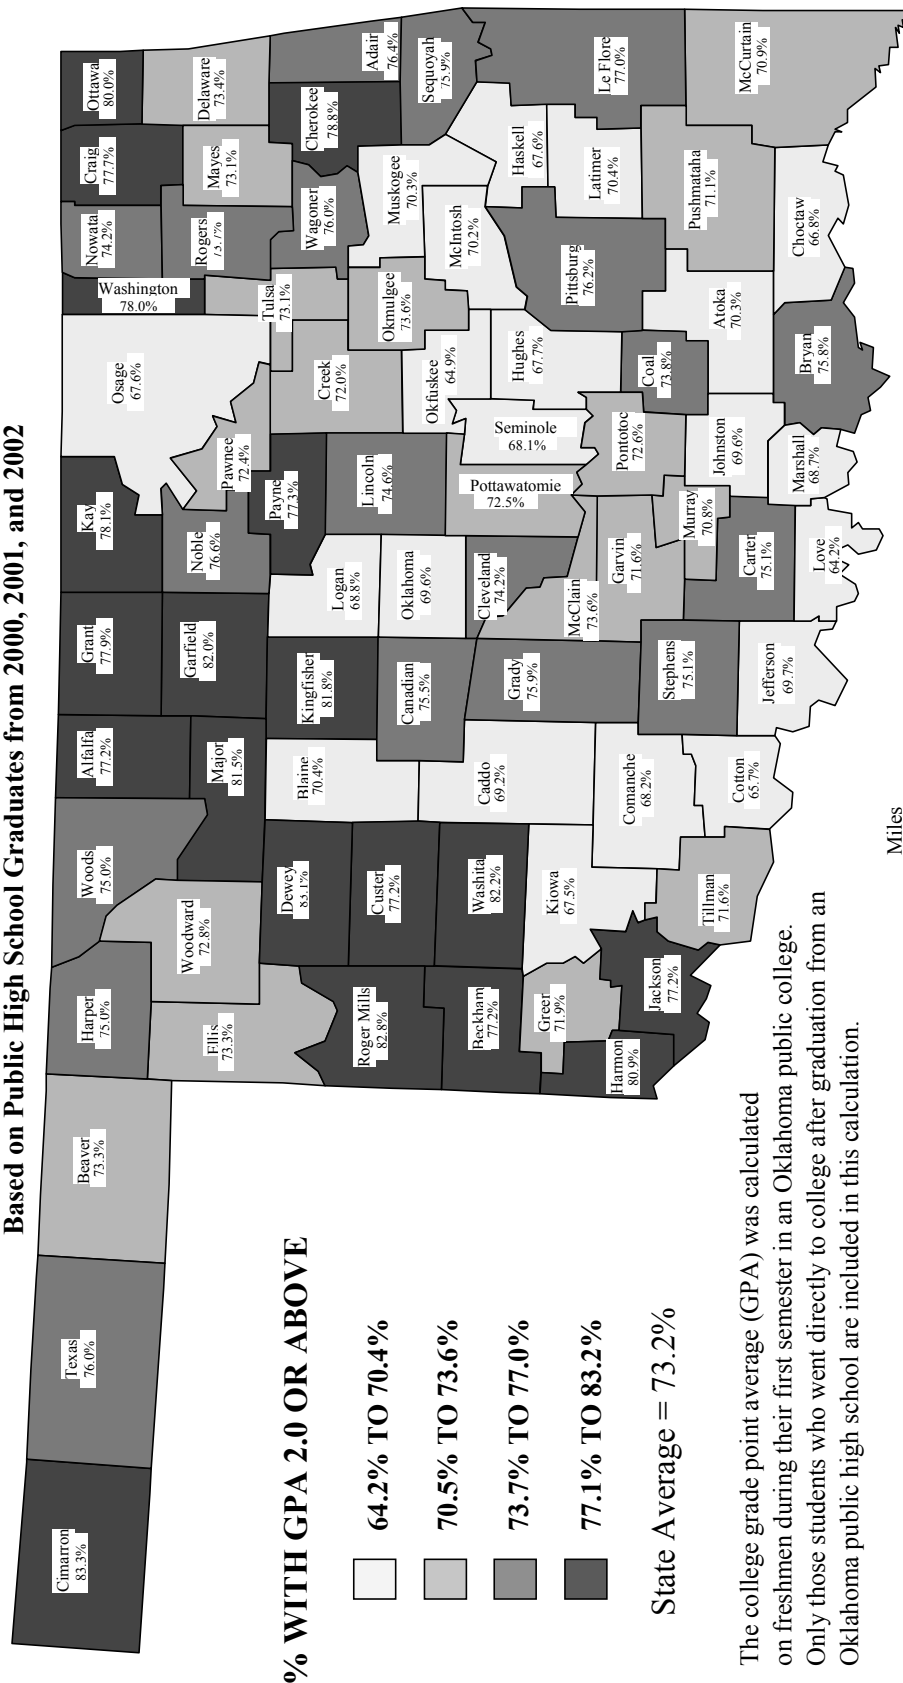 Based on Public High School Graduates from 2000, 2001, and 2002
Cimarron
83.3%
Texas
76.0%
Beaver
73.3%
Harper
75.0%
Woods
75.0%
Alfalfa
77.2%
Grant
77.9%
Kay
78.1%
Osage
67.6%
Washington
78.0%
Nowata
74.2%
Craig
77.7%
Ottawa
80.0%
Ellis
73.3%
Woodward
72.8%
Major
81.5%
Garfield
82.0%
Noble
76.6%
Pawnee
72.4%
Tulsa
73.1%
Rogers
Mayes
73.1%
Delaware
73.4%
Roger Mills
82.8%
Dewey
Custer
77.2%
Blaine
70.4%
Kingfisher
81.8%
Logan
68.8%
Payne
77.3%
Lincoln
74.6%
Creek
72.0%
Okmulgee
73.6%
Wagoner
76.0%
Cherokee
78.8%
Adair
76.4%
Beckham
77.2%
Washita
82.2%
Caddo
69.2%
Canadian
75.5%
Grady
75.9%
Oklahoma
69.6%
Cleveland
74.2%
Pottawatomie
72.5%
Seminole
68.1%
Okfuskee
64.9%
Hughes
67.7%
McIntosh
70.2%
Muskogee
70.3%
Haskell
67.6%
Sequoyah
75.9%
Greer
71.9%
Kiowa
67.5%
Comanche
68.2%
McClain
73.6%
Garvin
71.6%
Pontotoc
72.6%
Coal
73.8%
Pittsburg
76.2%
Latimer
70.4%
Le Flore
77.0%
Harmon
80.9%
Jackson
77.2%
Tillman
71.6%
Cotton
65.7%
Stephens
75.1%
Jefferson
69.7%
Murray
70.8%
Carter
75.1%
Love
64.2%
Johnston
69.6%
Marshall
68.7%
Atoka
70.3%
Bryan
75.8%
Pushmataha
71.1%
Choctaw
66.8%
McCurtain
70.9%
% WITH GPA 2.0 OR ABOVE
64.2% TO 70.4%
70.5% TO 73.6%
73.7% TO 77.0%
77.1% TO 83.2%
State Average = 73.2%
The college grade point average (GPA) was calculated
on freshmen during their first semester in an Oklahoma public college.
Only those students who went directly to college after graduation from an
Oklahoma public high school are included in this calculation.
Miles